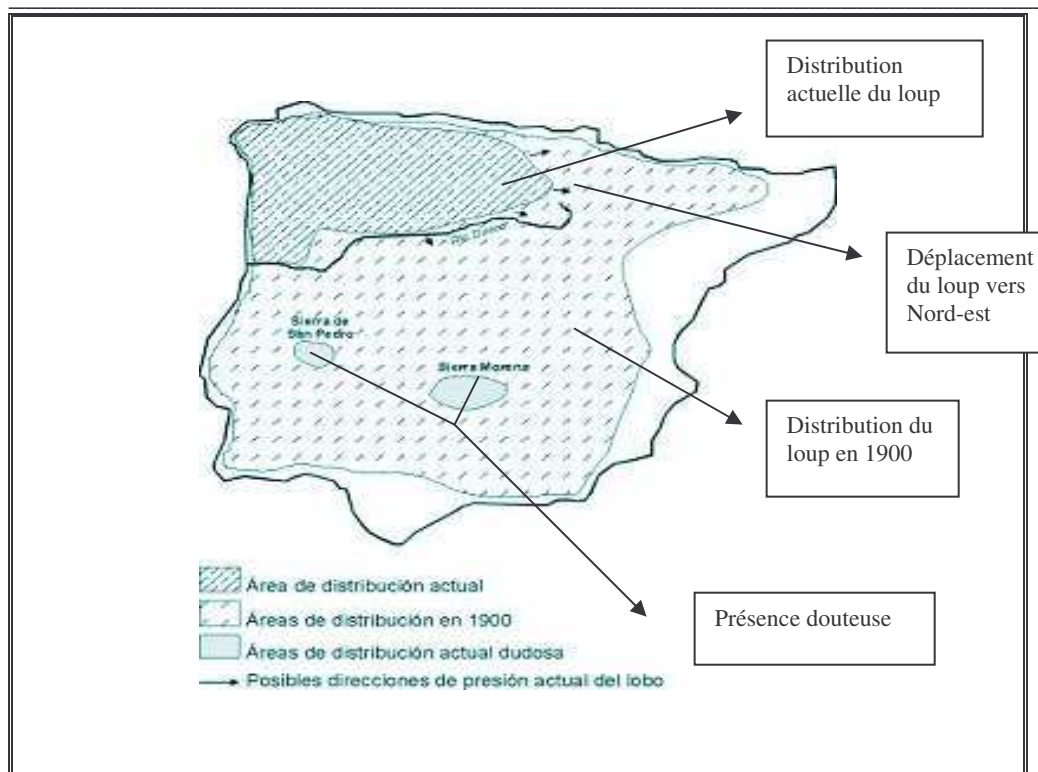 Distribution
actuelle du loup
Déplacement
du loup vers
Nord-est
Sierra de
San Pedro
Sierra Morena
Distribution du
loup en 1900
Área de distribución actual
Áreas de distribución en 1900
Áreas de distribución actual dudosa
Posibles direcciones de presión actual del lobo
Présence douteuse